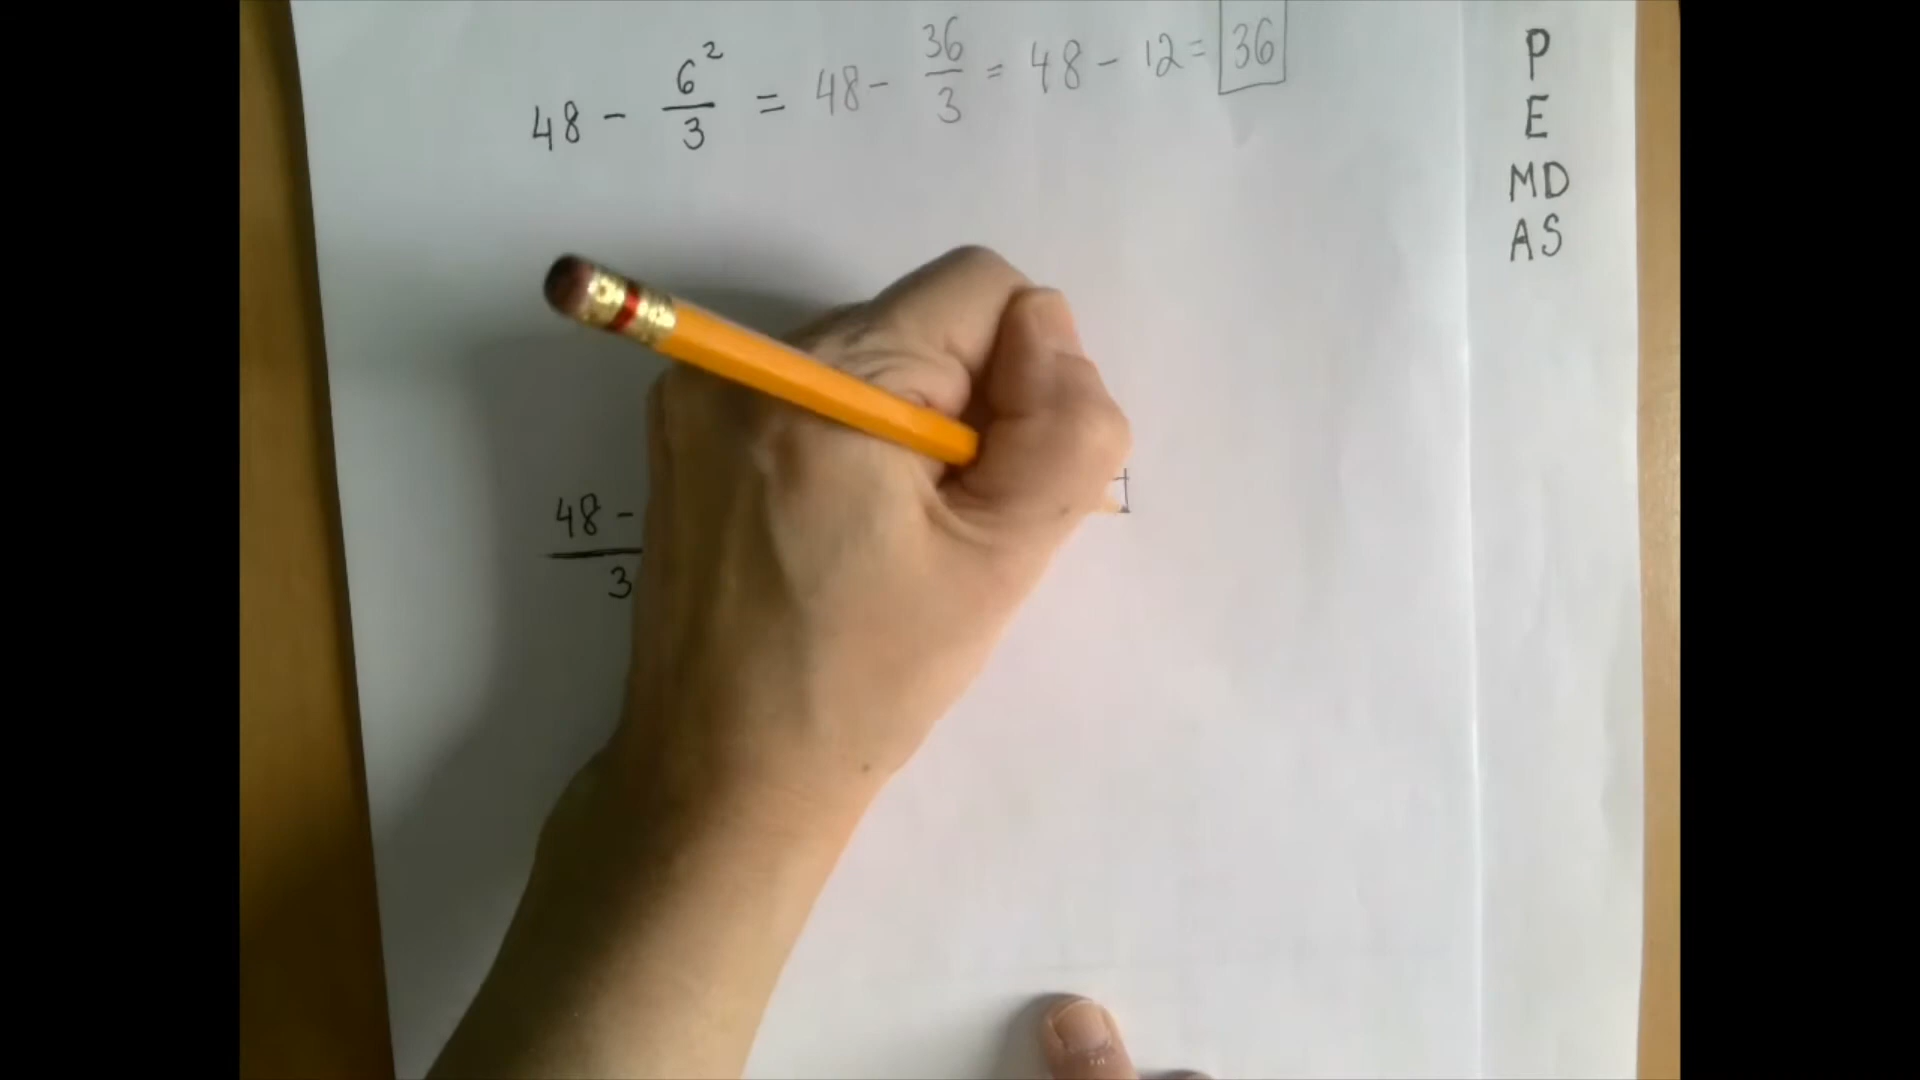 48 - 6²/3 = 48 - 36/3 = 48 - 12 = 36
P
E
MD
AS
48 -
3